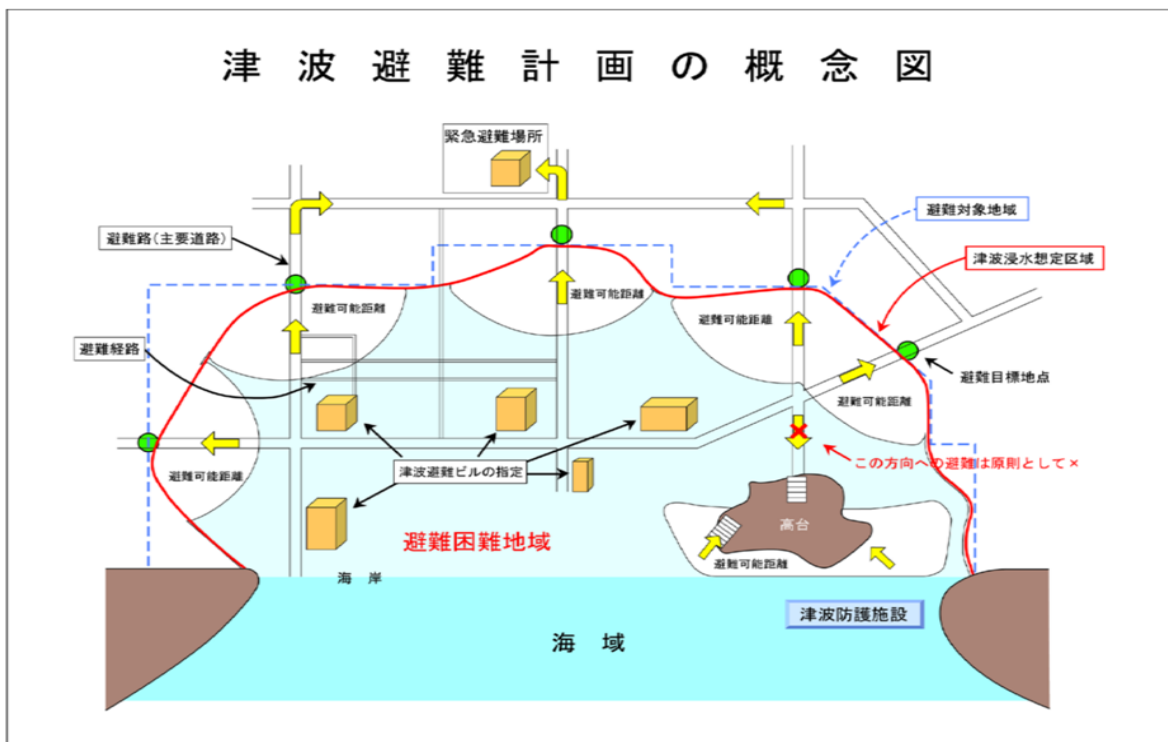 津波避難計画の概念図
緊急避難場所
避難対象地域
避難路(主要道路)
津波浸水想定区域
避難可能距離
避難可能距離
避難可能距離
避難経路
避難目標地点
避難可能距離
避難可能距離
津波避難ビルの指定
この方向への避難は原則として×
高台
避難困難地域
避難可能距離
海岸
津波防護施設
海域